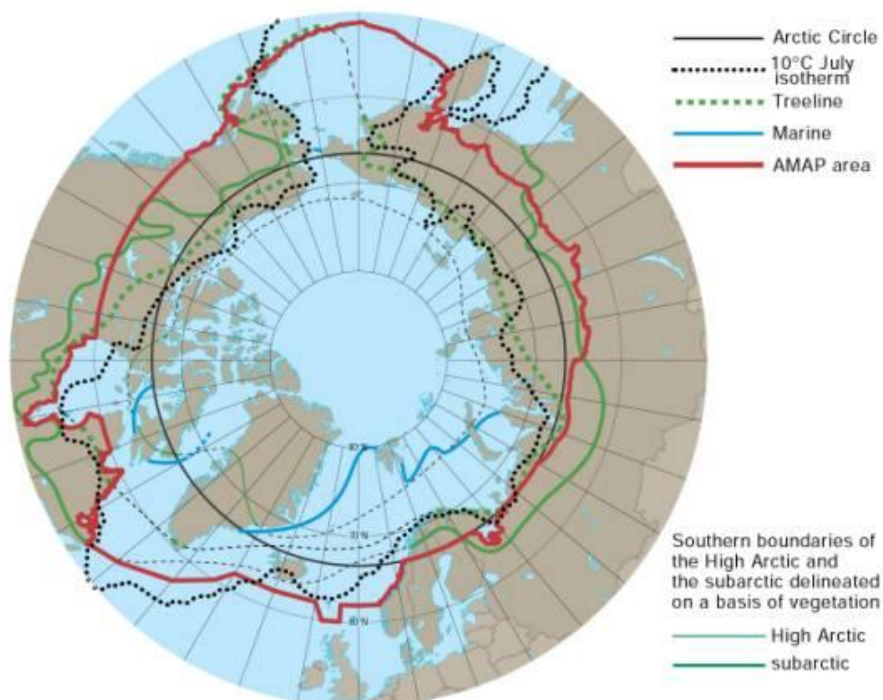 Arctic Circle
10°C July
isotherm
Treeline
Marine
AMAP area
80 N
70 N
60 N
Southern boundaries of
the High Arctic and
the subarctic delineated
on a basis of vegetation
High Arctic
subarctic